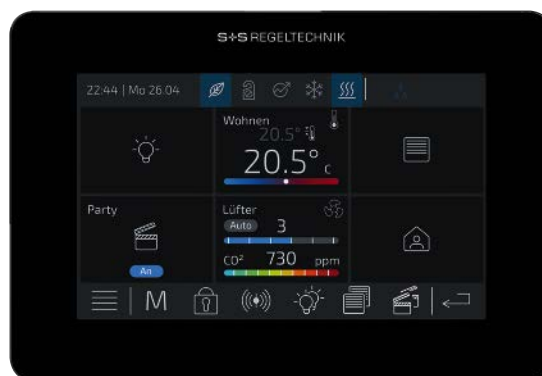 S+S REGELTECHNIK
22:44 | Mo 26.04
Wohnen
20.5°
20.5° c
Party
An
Lüfter
Auto 3
CO² 730 ppm
M